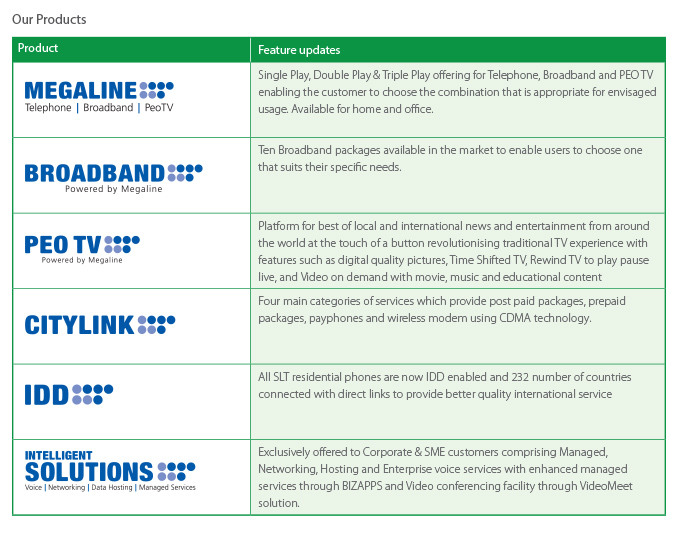 Our Products
Product
Feature updates
MEGALINE
Telephone | Broadband | PeoTV
Single Play, Double Play & Triple Play offering for Telephone, Broadband and PEO TV
enabling the customer to choose the combination that is appropriate for envisaged
usage. Available for home and office.
BROADBAND
Powered by Megaline
Ten Broadband packages available in the market to enable users to choose one
that suits their specific needs.
PEO TV
Powered by Megaline
Platform for best of local and international news and entertainment from around
the world at the touch of a button revolutionising traditional TV experience with
features such as digital quality pictures, Time Shifted TV, Rewind TV to play pause
live, and Video on demand with movie, music and educational content
CITYLINK
Four main categories of services which provide post paid packages, prepaid
packages, payphones and wireless modem using CDMA technology.
IDD
All SLT residential phones are now IDD enabled and 232 number of countries
connected with direct links to provide better quality international service
INTELLIGENT
SOLUTIONS
Voice | Networking | Data Hosting | Managed Services
Exclusively offered to Corporate & SME customers comprising Managed,
Networking, Hosting and Enterprise voice services with enhanced managed
services through BIZAPPS and Video conferencing facility through VideoMeet
solution.